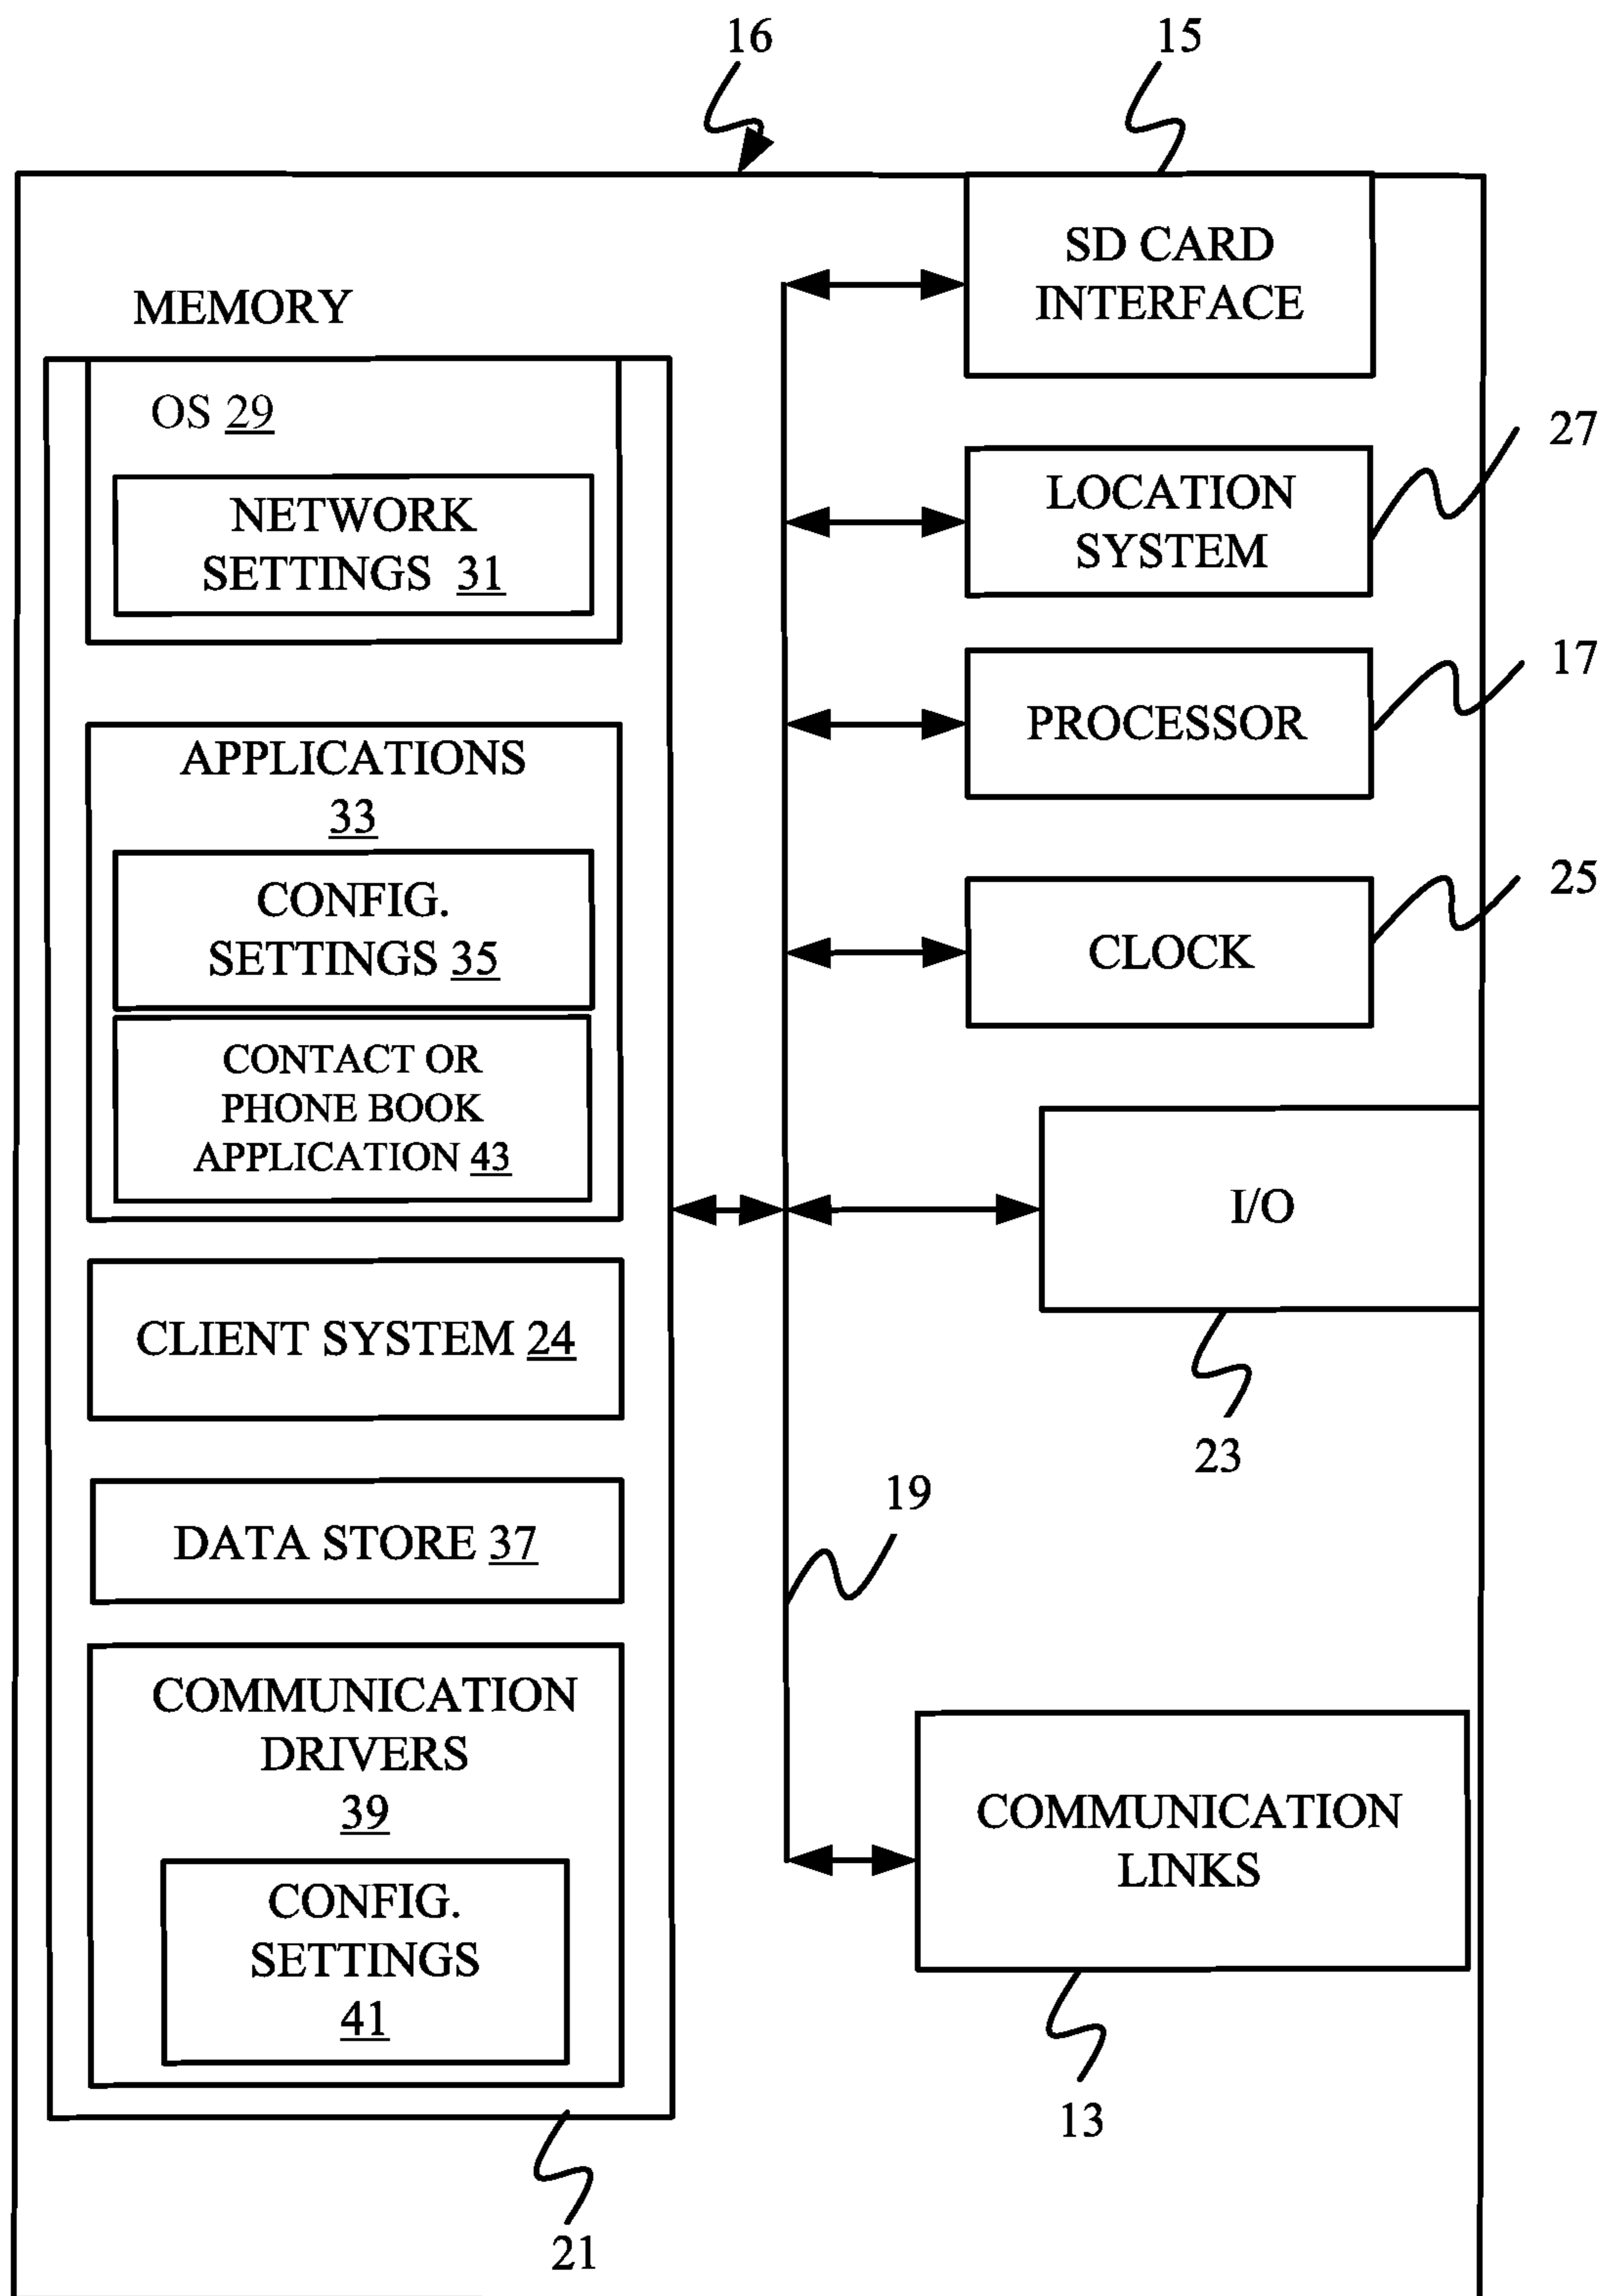 16
15
SD CARD
INTERFACE
MEMORY
OS 29
NETWORK
SETTINGS 31
APPLICATIONS
33
CONFIG.
SETTINGS 35
CONTACT OR
PHONE BOOK
APPLICATION 43
CLIENT SYSTEM 24
DATA STORE 37
COMMUNICATION
DRIVERS
39
CONFIG.
SETTINGS
41
21
LOCATION
SYSTEM
27
PROCESSOR
17
CLOCK
25
I/O
23
19
COMMUNICATION
LINKS
13